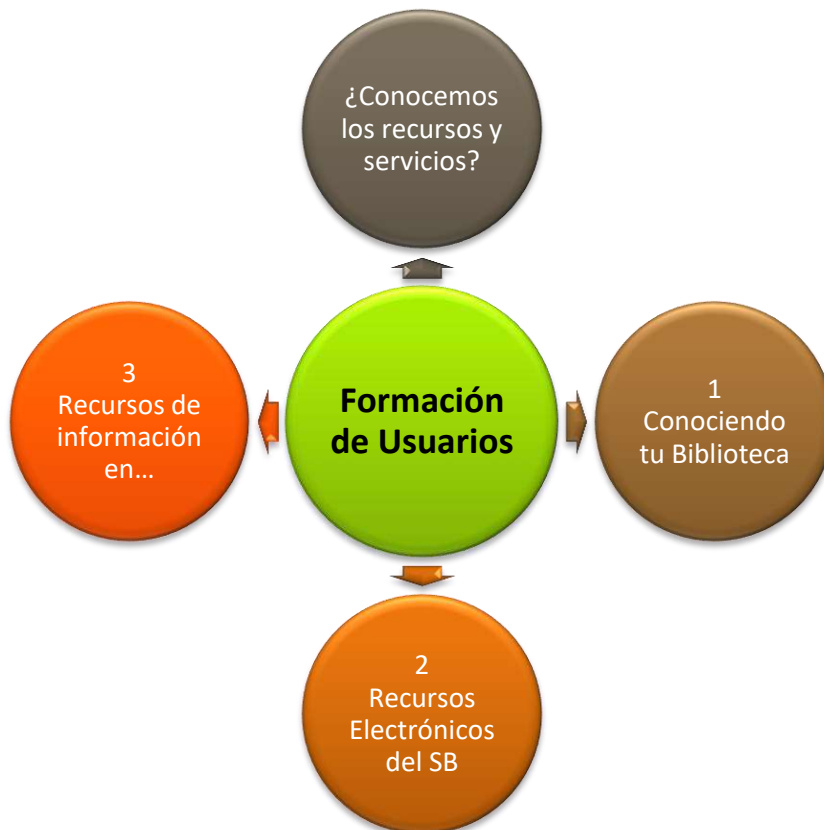 ¿Conocemos
los recursos y
servicios?
Formación
de Usuarios
1
Conociendo
tu Biblioteca
2
Recursos
Electrónicos
del SB
3
Recursos de
información
en...